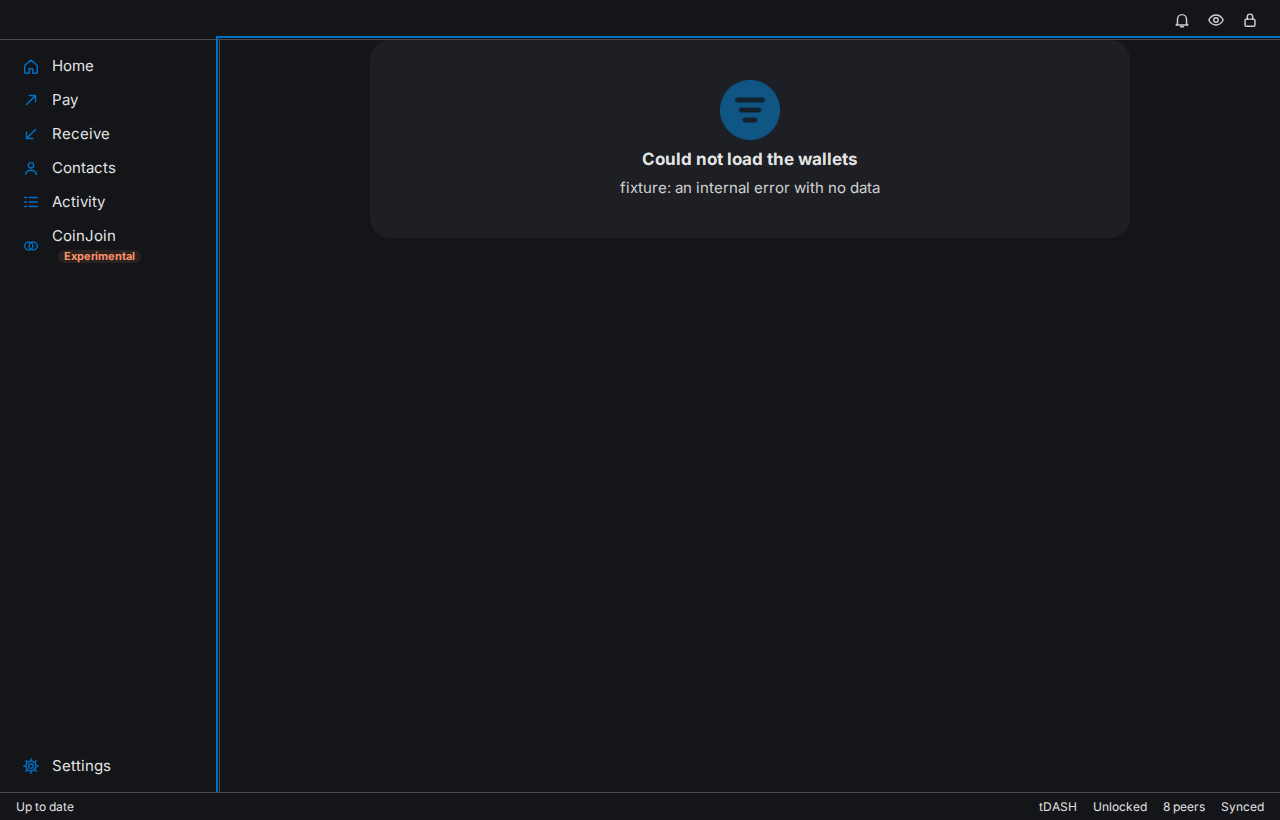 Home
Pay
Receive
Contacts
Activity
CoinJoin
Experimental
Could not load the wallets
fixture: an internal error with no data
Settings
Up to date
tDASH Unlocked 8 peers Synced